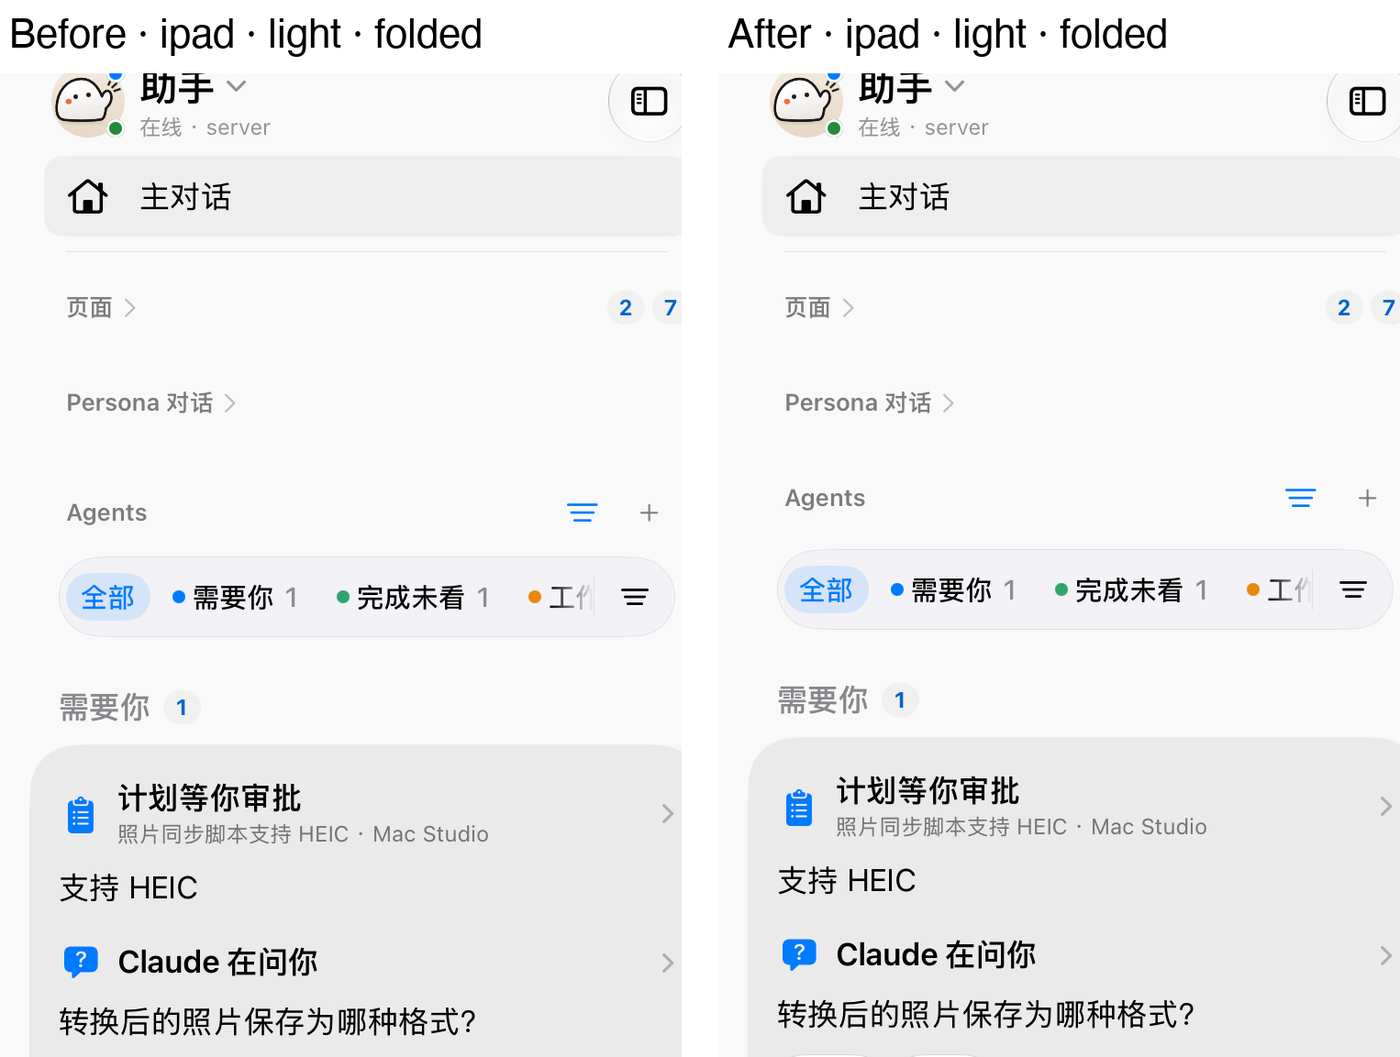 Before · ipad · light · folded
助手
在线 · server
主对话
页面
2 7
Persona 对话
Agents
全部 需要你 1 完成未看 1 工作
需要你 1
计划等你审批
照片同步脚本支持 HEIC · Mac Studio
支持 HEIC
Claude 在问你
转换后的照片保存为哪种格式?
After · ipad · light · folded
助手
在线 · server
主对话
页面
2 7
Persona 对话
Agents
全部 需要你 1 完成未看 1 工作
需要你 1
计划等你审批
照片同步脚本支持 HEIC · Mac Studio
支持 HEIC
Claude 在问你
转换后的照片保存为哪种格式?